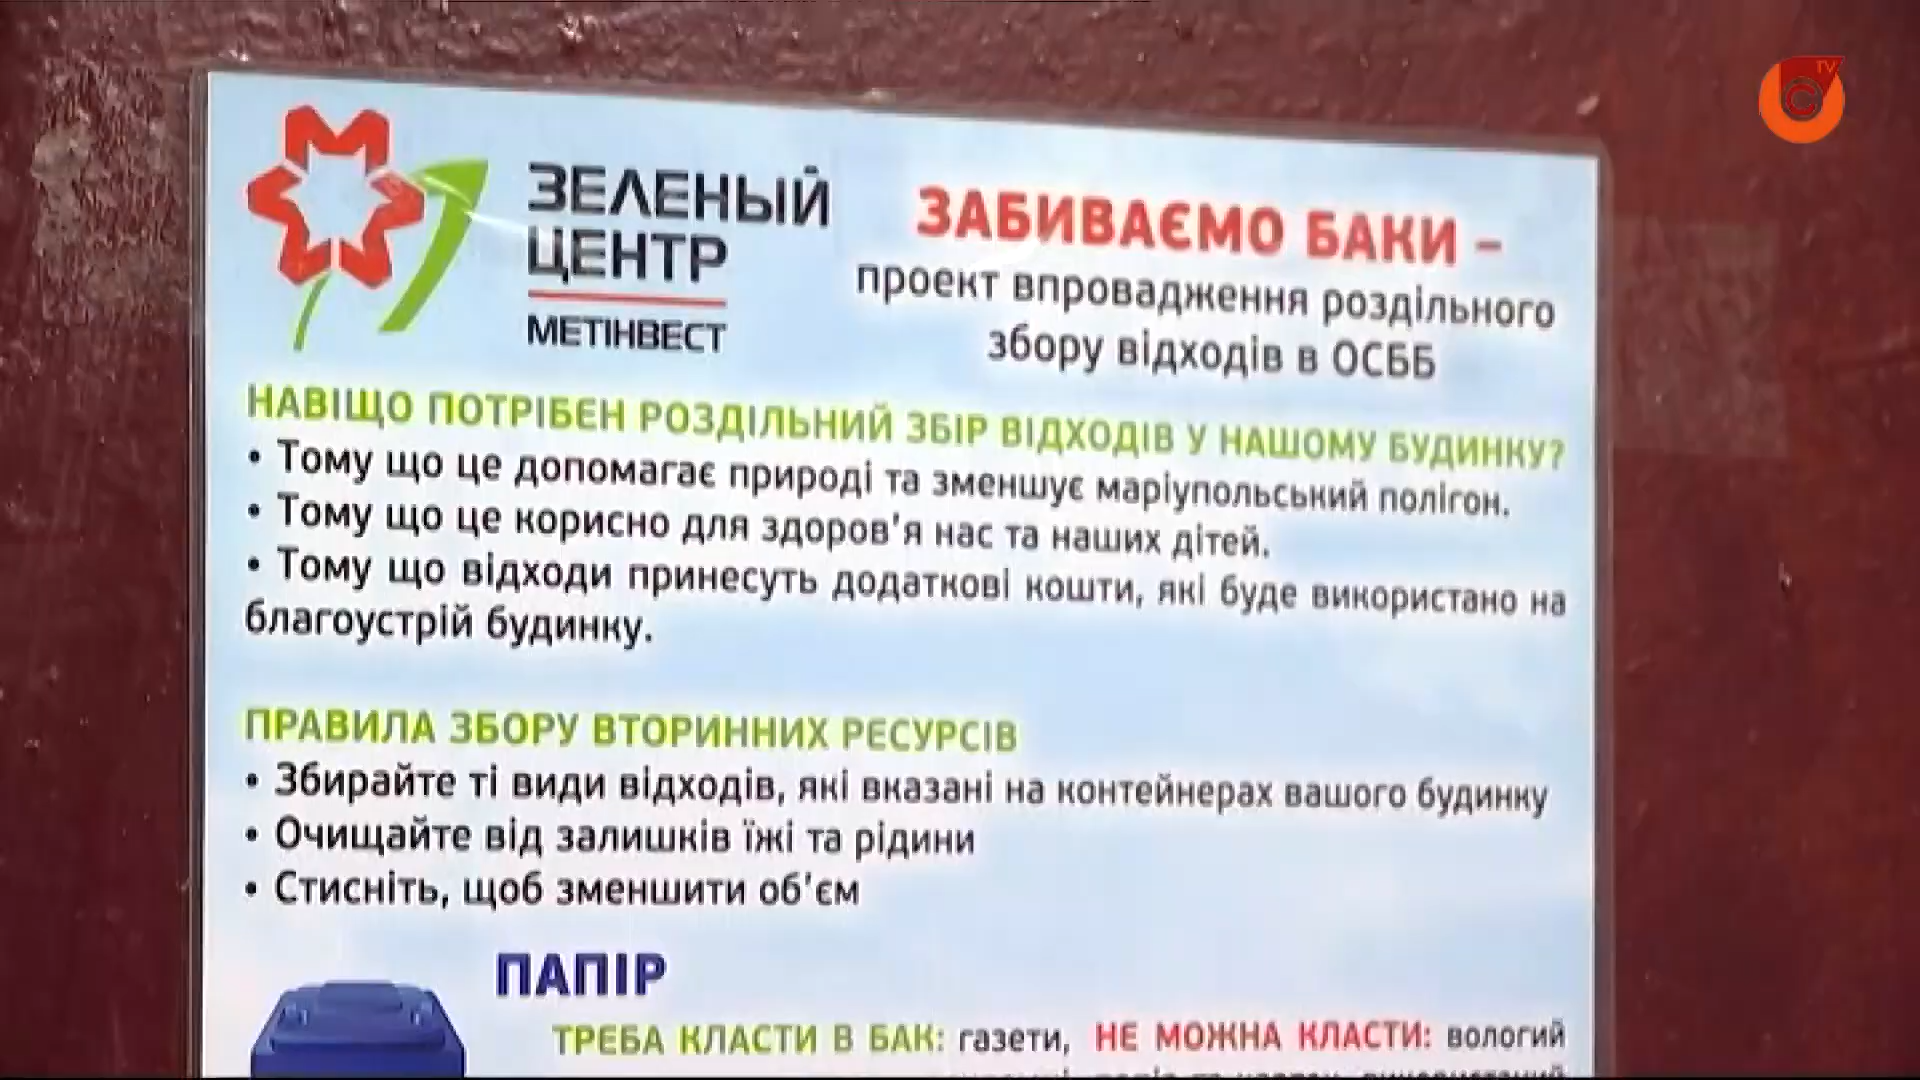 TV
ЗЕЛЕНЫЙ
ЦЕНТР
МЕТІНВЕСТ
ЗАБИВАЄМО БАКИ –
проект впровадження роздільного
збору відходів в ОСББ
НАВІЩО ПОТРІБЕН РОЗДІЛЬНИЙ ЗБІР ВІДХОДІВ У НАШОМУ БУДИНКУ?
• Тому що це допомагає природі та зменшує маріупольський полігон.
• Тому що це корисно для здоров'я нас та наших дітей.
• Тому що відходи принесуть додаткові кошти, які буде використано на
благоустрій будинку.
ПРАВИЛА ЗБОРУ ВТОРИННИХ РЕСУРСІВ
• Збирайте ті види відходів, які вказані на контейнерах вашого будинку
• Очищайте від залишків їжі та рідини
• Стисніть, щоб зменшити об'єм
ПАПІР
ТРЕБА КЛАСТИ В БАК: газети, НЕ МОЖНА КЛАСТИ: вологий